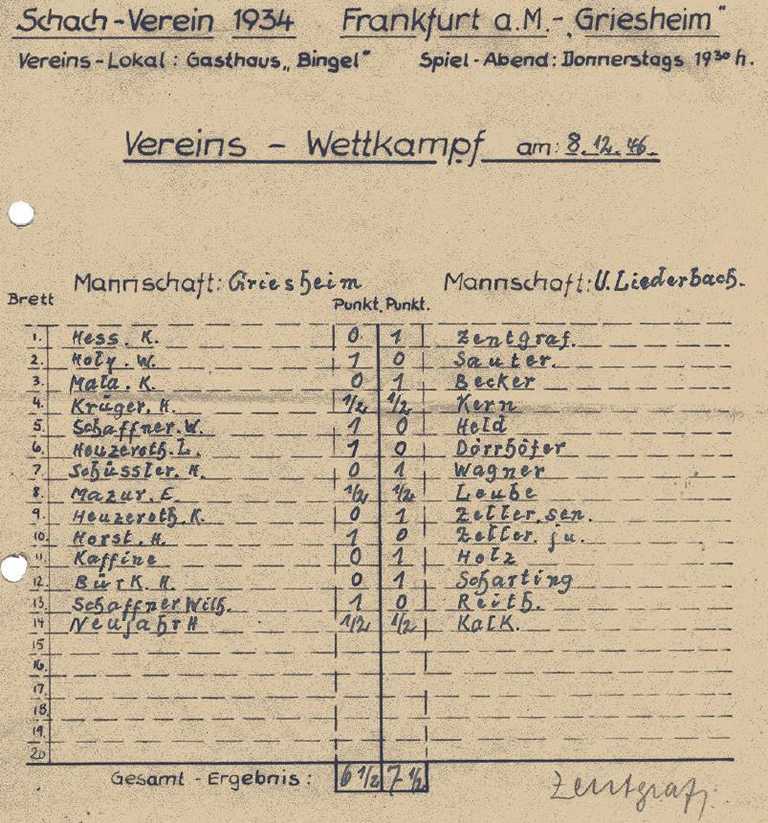 Schach-Verein 1934 Frankfurt a.M.-„Griesheim"
Vereins-Lokal: Gasthaus „Bingel" Spiel-Abend: Donnerstags 19³⁰ h.
Vereins - Wettkampf am: 8.12.46.
Mannschaft: Griesheim Mannschaft: U. Liederbach.
Brett Punkt. Punkt.
1. Hess. K. 0 1 Zentgraf.
2. Holy. W. 1 0 Sauter.
3. Mala. K. 0 1 Becker
4. Krüger. H. 1/2 1/2 Kern
5. Schaffner. W. 1 0 Held
6. Heuzeroth. L. 1 0 Dörrhöfer
7. Schüssler. H. 0 1 Wagner
8. Mazur. E. 1/2 1/2 Leube
9. Heuzeroth. K. 0 1 Zeller. sen.
10. Horst. H. 1 0 Zeller. ju.
11. Kaffine 0 1 Holz
12. Bürk. H. 0 1 Scharting
13. Schaffner Wilh. 1 0 Reith.
14 Neujahr H 1/2 1/2 Kalk.
15
16.
17.
18.
19.
20
Gesamt - Ergebnis: 6 1/2 7 1/2
Zentgraf.